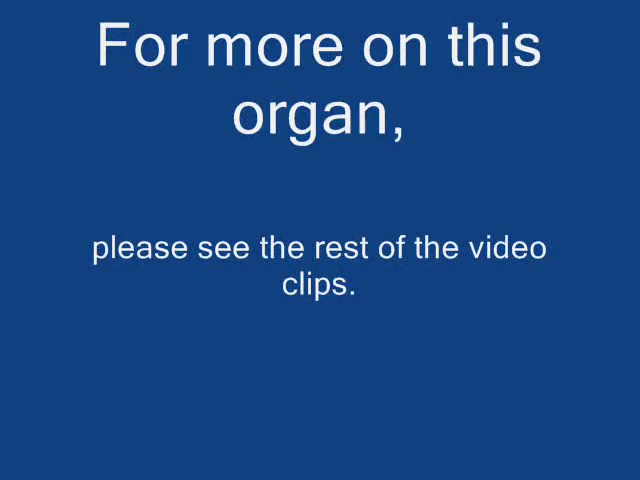 For more on this
organ,
please see the rest of the video
clips.